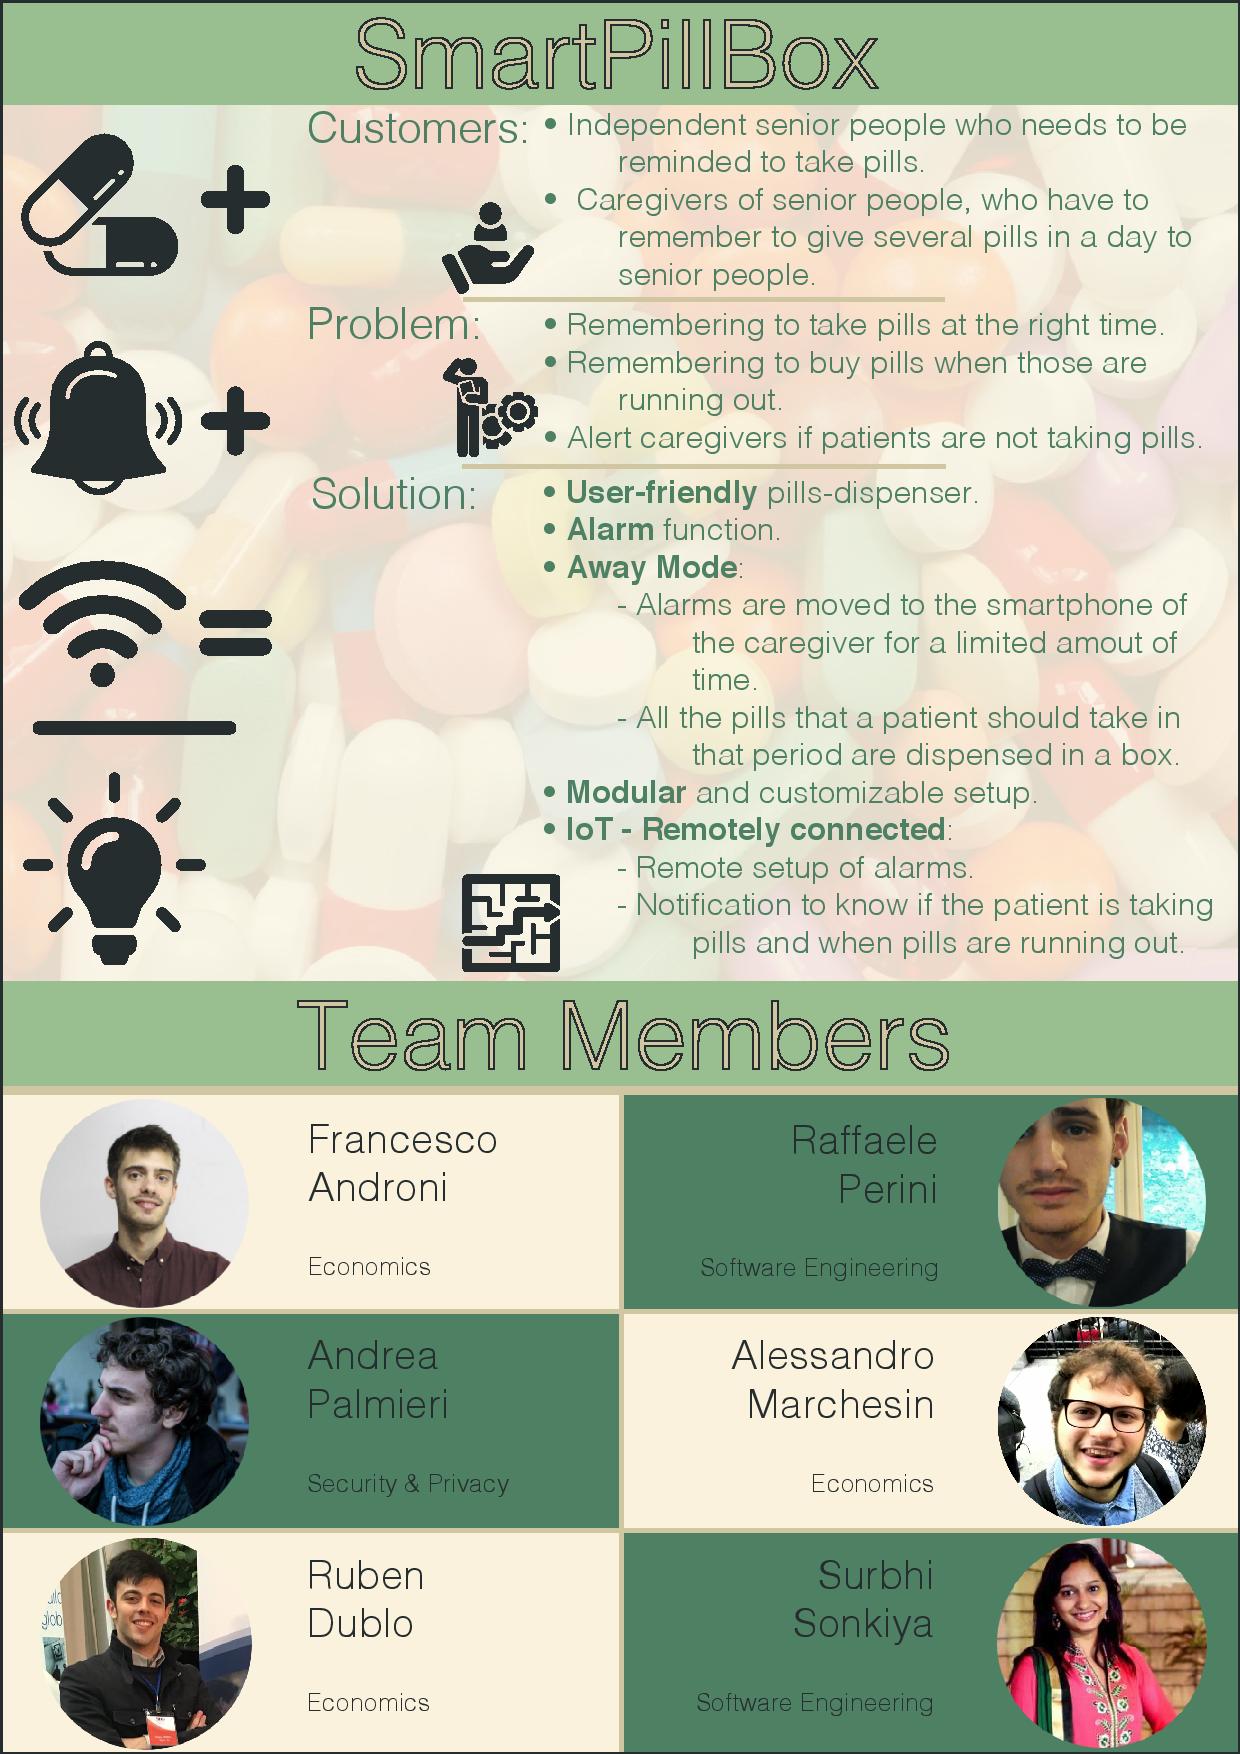 SmartPillBox
Customers:
• Independent senior people who needs to be
reminded to take pills.
• Caregivers of senior people, who have to
remember to give several pills in a day to
senior people.
Problem:
• Remembering to take pills at the right time.
• Remembering to buy pills when those are
running out.
• Alert caregivers if patients are not taking pills.
Solution:
• User-friendly pills-dispenser.
• Alarm function.
• Away Mode:
- Alarms are moved to the smartphone of
the caregiver for a limited amout of
time.
- All the pills that a patient should take in
that period are dispensed in a box.
• Modular and customizable setup.
• IoT - Remotely connected:
- Remote setup of alarms.
- Notification to know if the patient is taking
pills and when pills are running out.
Team Members
Francesco
Androni
Economics
Raffaele
Perini
Software Engineering
Andrea
Palmieri
Security & Privacy
Alessandro
Marchesin
Economics
Ruben
Dublo
Economics
Surbhi
Sonkiya
Software Engineering